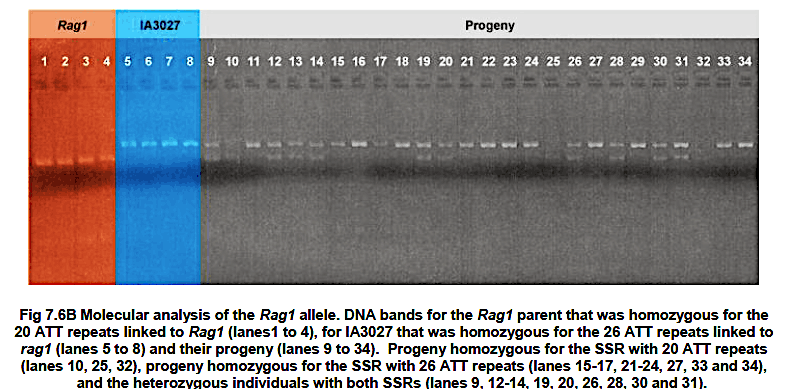 Rag1 IA3027 Progeny
1 2 3 4 5 6 7 8 9 10 11 12 13 14 15 16 17 18 19 20 21 22 23 24 25 26 27 28 29 30 31 32 33 34
Fig 7.6B Molecular analysis of the Rag1 allele. DNA bands for the Rag1 parent that was homozygous for the
20 ATT repeats linked to Rag1 (lanes1 to 4), for IA3027 that was homozygous for the 26 ATT repeats linked to
rag1 (lanes 5 to 8) and their progeny (lanes 9 to 34). Progeny homozygous for the SSR with 20 ATT repeats
(lanes 10, 25, 32), progeny homozygous for the SSR with 26 ATT repeats (lanes 15-17, 21-24, 27, 33 and 34),
and the heterozygous individuals with both SSRs (lanes 9, 12-14, 19, 20, 26, 28, 30 and 31).